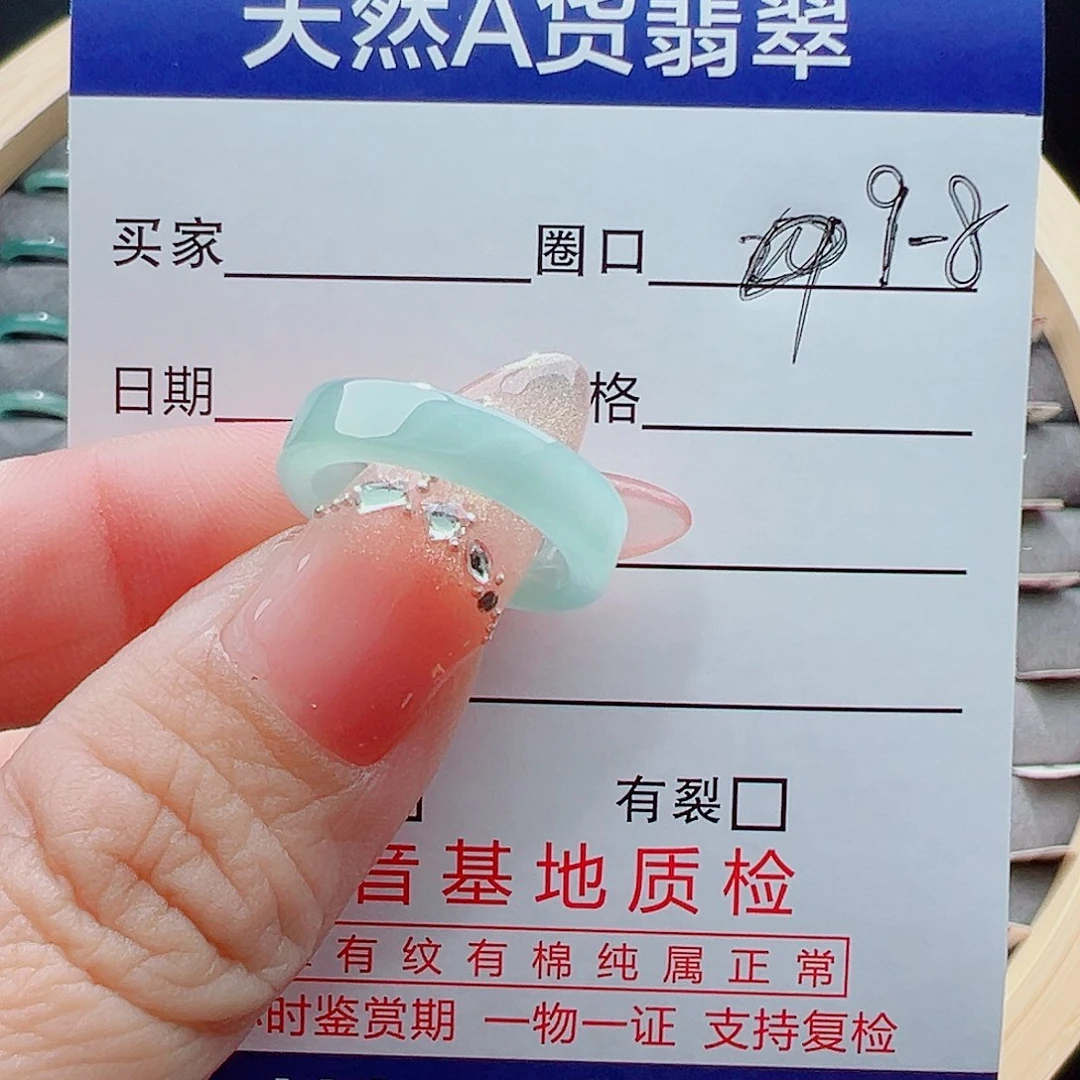 天然A货翡翠
买家 圈口 9-8
日期 格
有裂
音基地质检
有纹有棉纯属正常
时鉴赏期 一物一证 支持复检